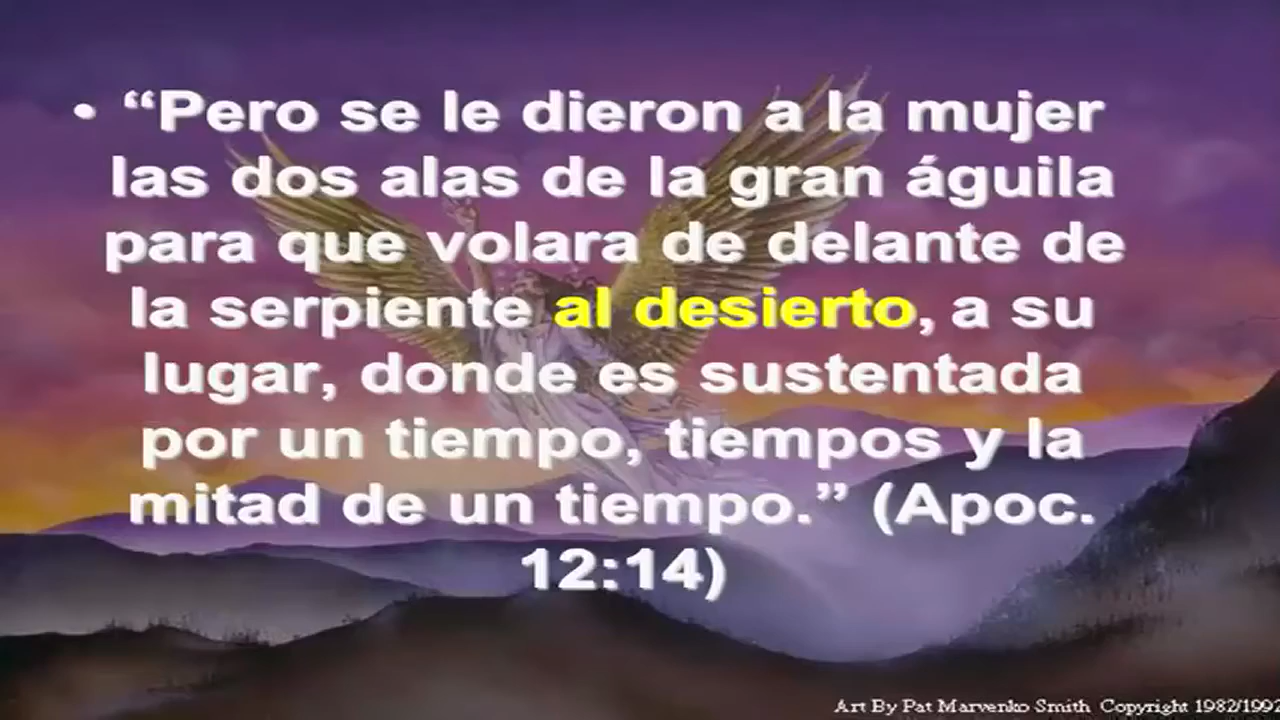 • “Pero se le dieron a la mujer
las dos alas de la gran águila
para que volara de delante de
la serpiente al desierto, a su
lugar, donde es sustentada
por un tiempo, tiempos y la
mitad de un tiempo.” (Apoc.
12:14)
Art By Pat Marvenko Smith Copyright 1982/1992